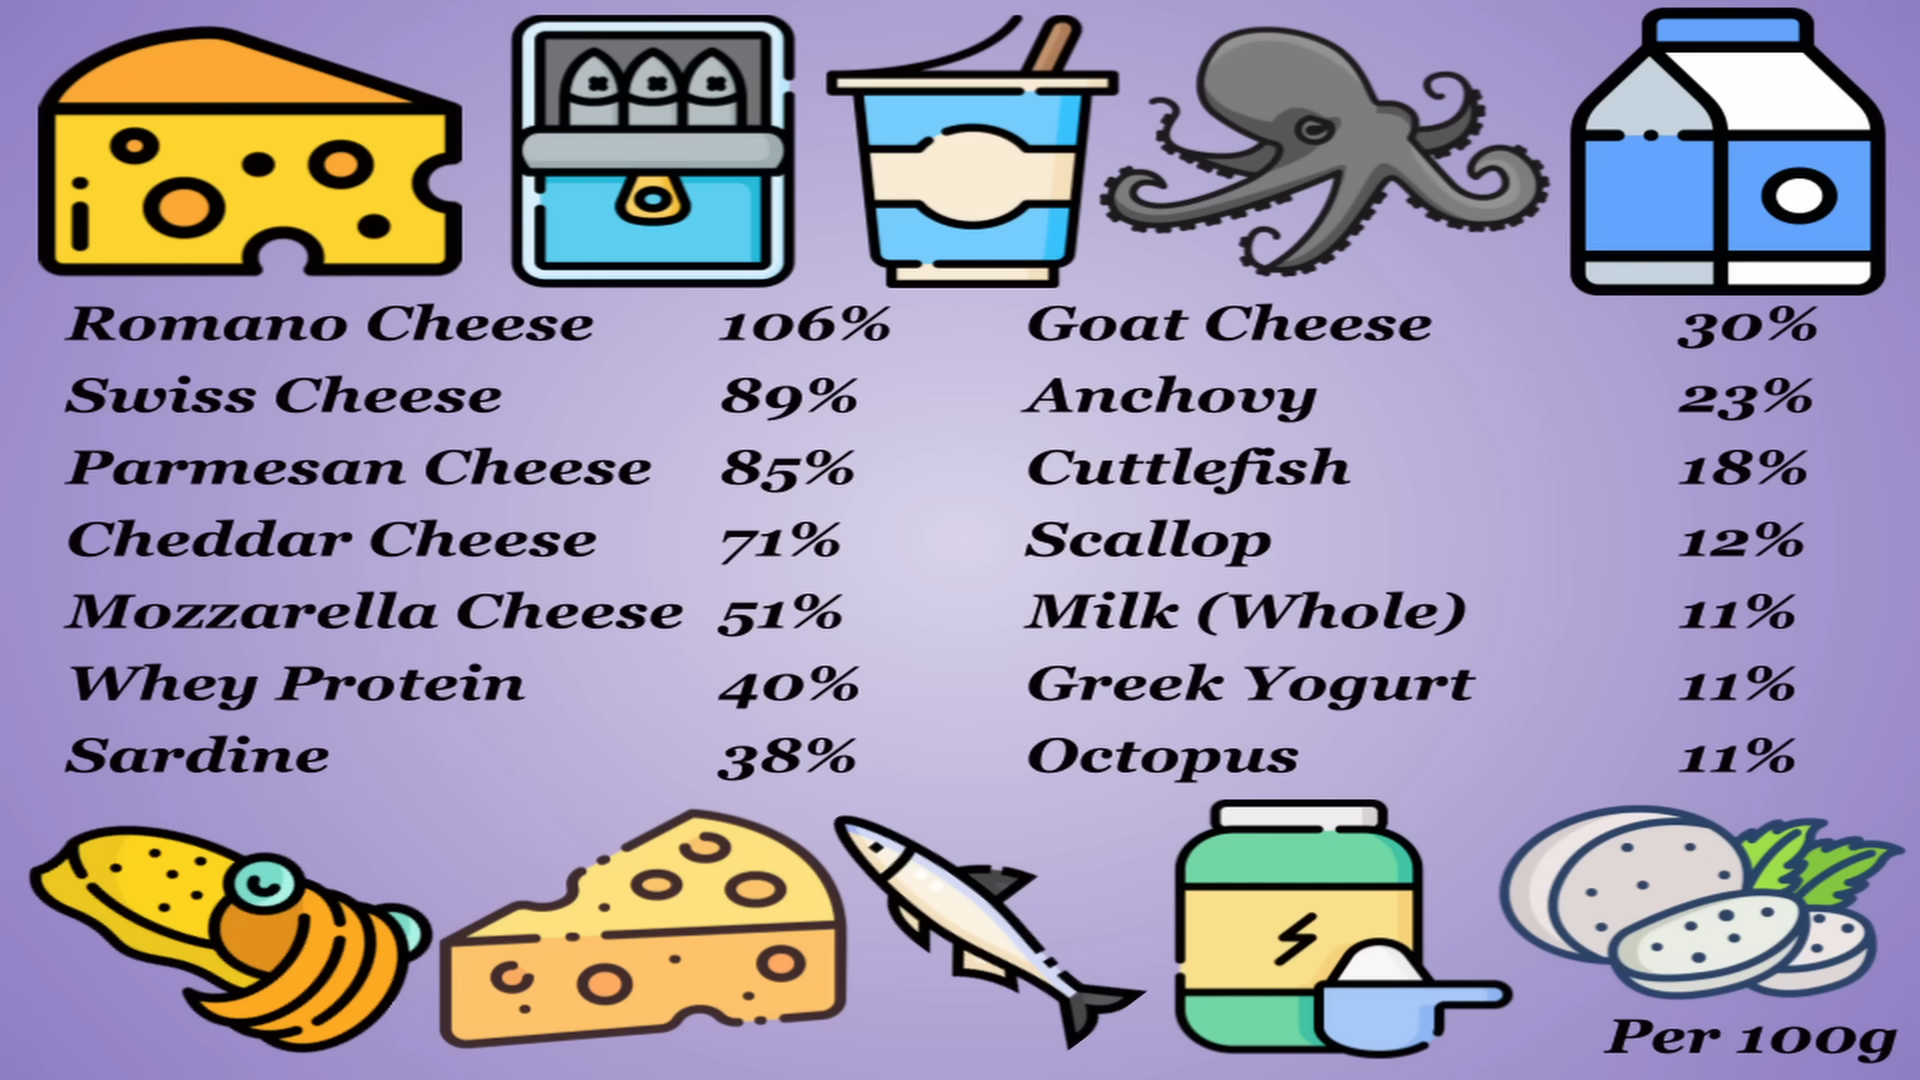 Romano Cheese 106% Goat Cheese 30%
Swiss Cheese 89% Anchovy 23%
Parmesan Cheese 85% Cuttlefish 18%
Cheddar Cheese 71% Scallop 12%
Mozzarella Cheese 51% Milk (Whole) 11%
Whey Protein 40% Greek Yogurt 11%
Sardine 38% Octopus 11%
Per 100g